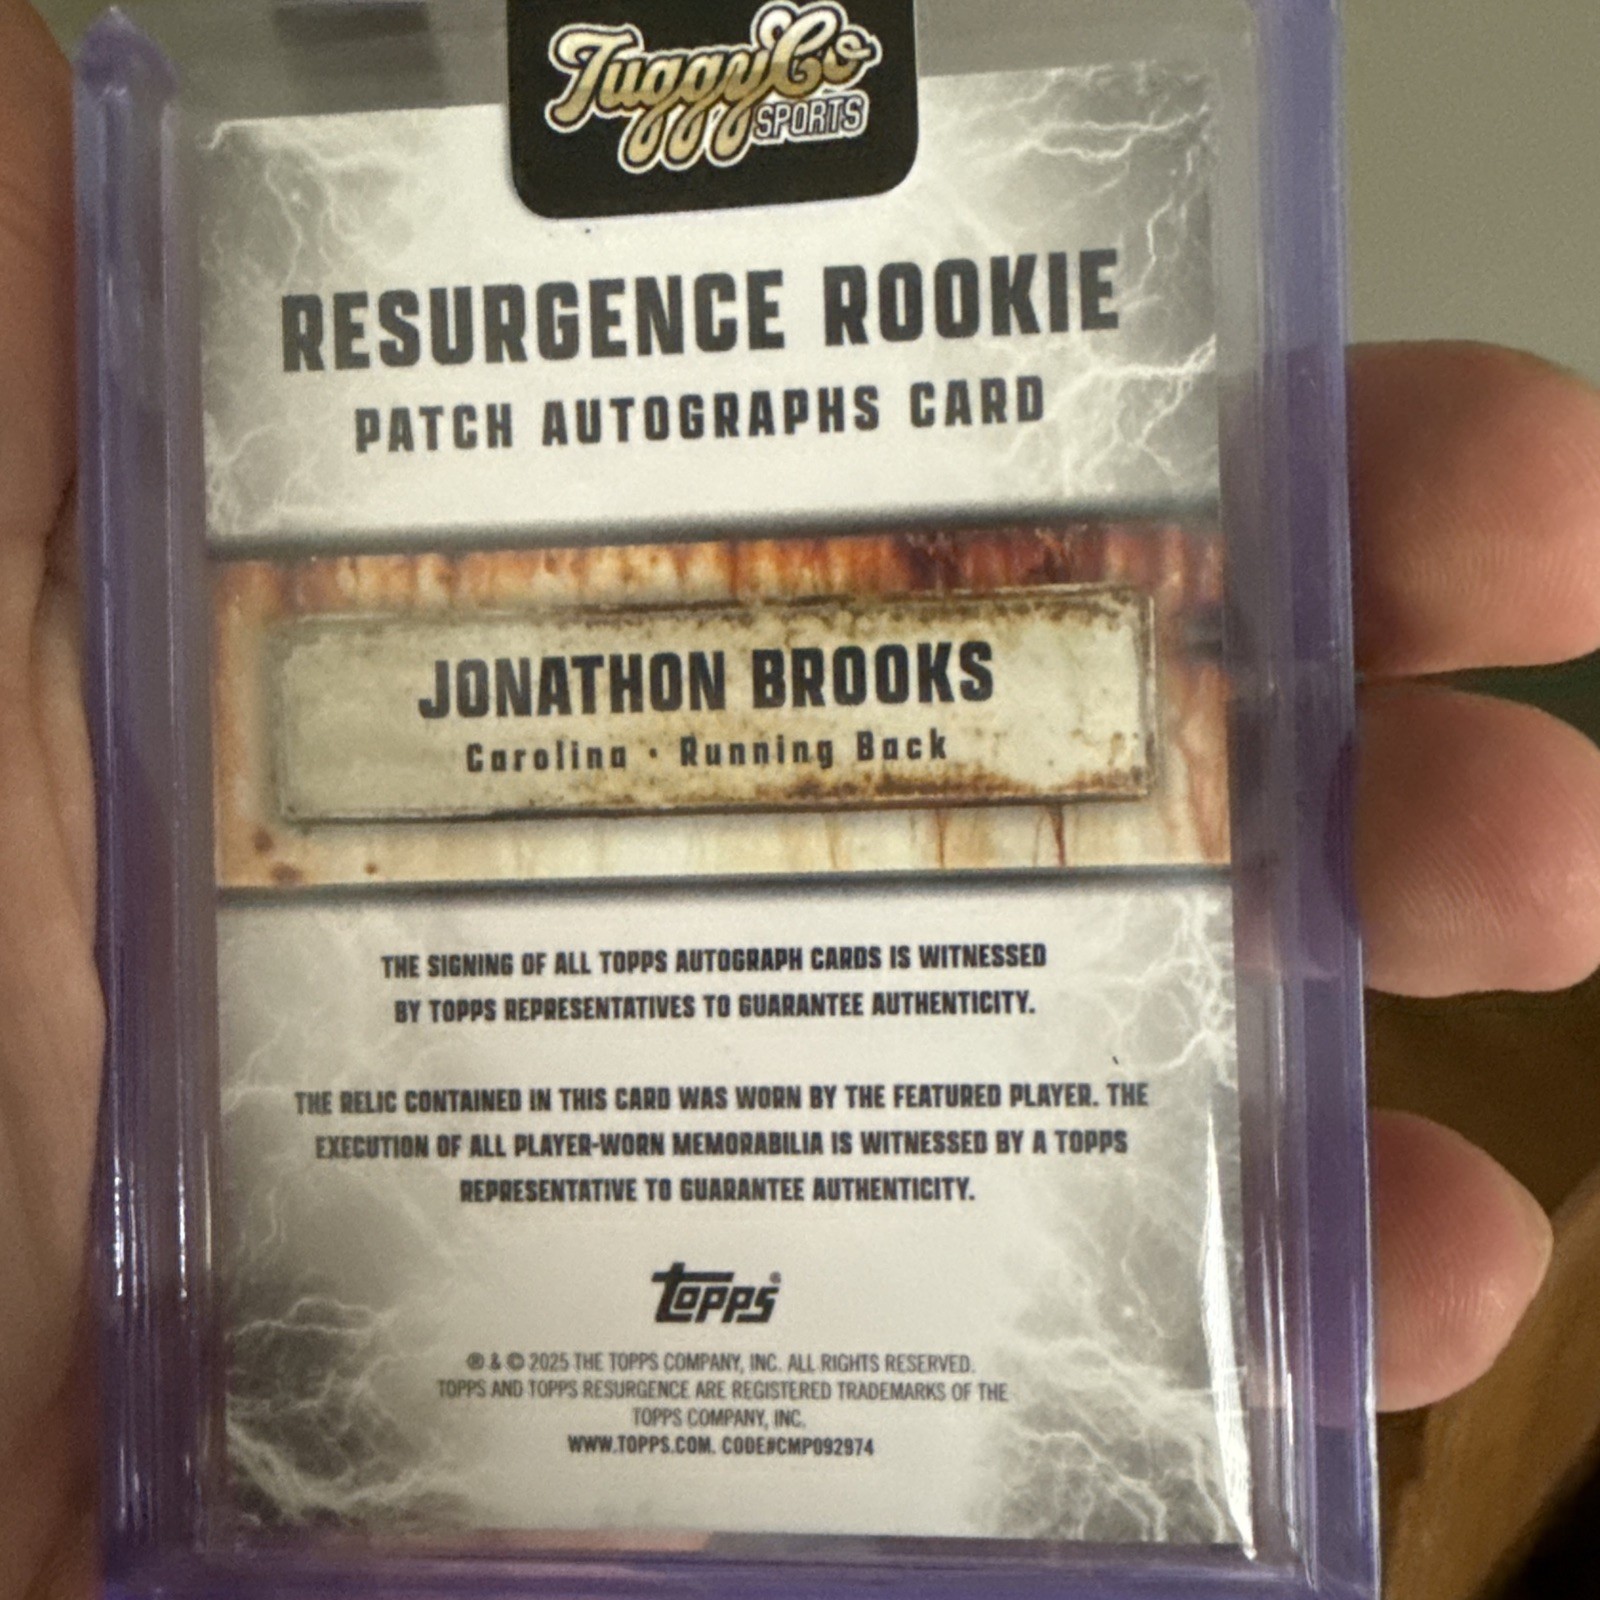 TuggyCo
SPORTS
RESURGENCE ROOKIE
PATCH AUTOGRAPHS CARD
JONATHON BROOKS
Carolina • Running Back
THE SIGNING OF ALL TOPPS AUTOGRAPH CARDS IS WITNESSED
BY TOPPS REPRESENTATIVES TO GUARANTEE AUTHENTICITY.
THE RELIC CONTAINED IN THIS CARD WAS WORN BY THE FEATURED PLAYER. THE
EXECUTION OF ALL PLAYER-WORN MEMORABILIA IS WITNESSED BY A TOPPS
REPRESENTATIVE TO GUARANTEE AUTHENTICITY.
topps®
® & © 2025 THE TOPPS COMPANY, INC. ALL RIGHTS RESERVED.
TOPPS AND TOPPS RESURGENCE ARE REGISTERED TRADEMARKS OF THE
TOPPS COMPANY, INC.
WWW.TOPPS.COM. CODE#CMP092974